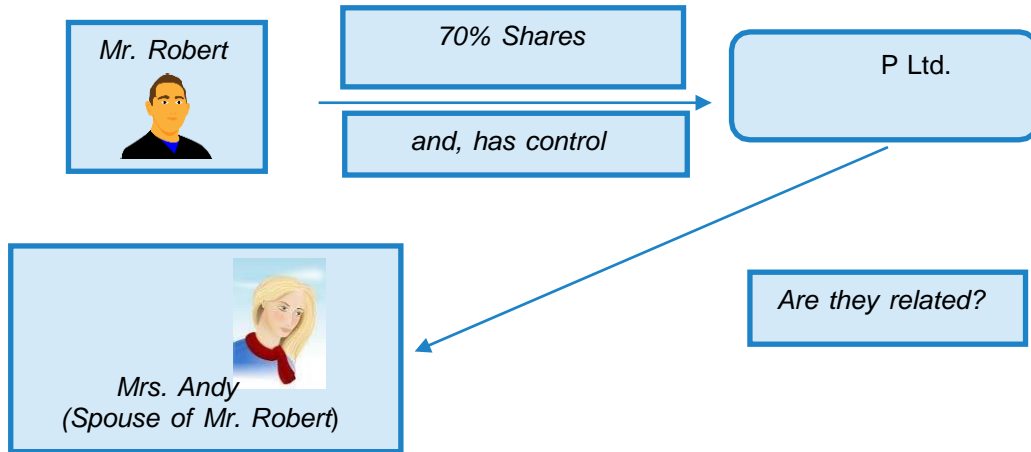 Mr. Robert
70% Shares
and, has control
P Ltd.
Are they related?
Mrs. Andy
(Spouse of Mr. Robert)